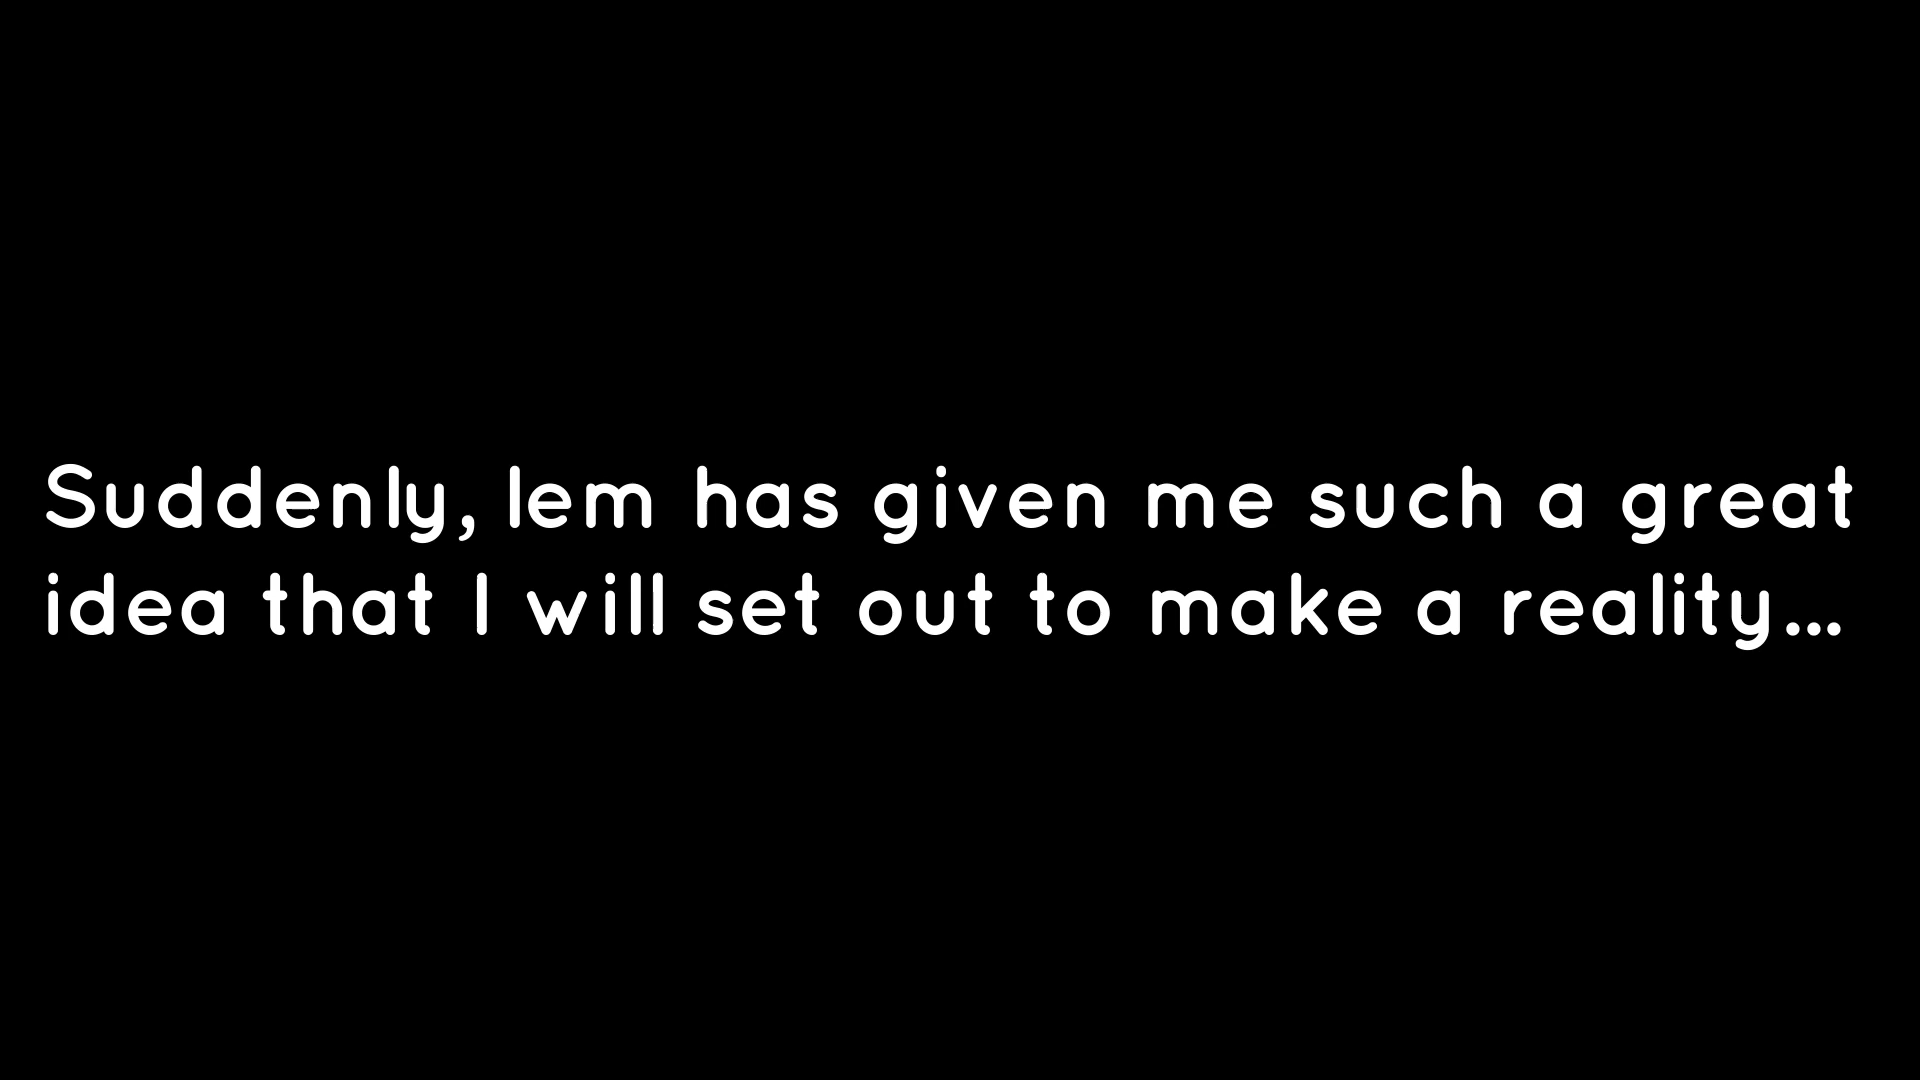 Suddenly, lem has given me such a great
idea that I will set out to make a reality...